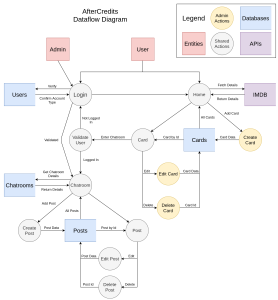 AfterCredits
Dataflow Diagram
Legend
Admin
Actions
Databases
Entities
Shared
Actions
APIs
Admin
User
Users
Verify
Confirm Account
Type
Login
Home
Fetch Details
Return Details
IMDB
Not Logged
In
Validate
User
Enter Chatroom
Card
Card by Id
All Cards
Cards
Card Data
Add Card
Create
Card
Validated
Logged In
Chatrooms
Get Chatroom
Details
Return Details
Chatroom
Edit
Edit Card
Card Data
Delete
Delete
Card
Card Id
Add Post
All Posts
Create
Post
Post Data
Posts
Post by Id
Post
Post Data
Edit Post
Edit
Post Id
Delete
Post
Delete